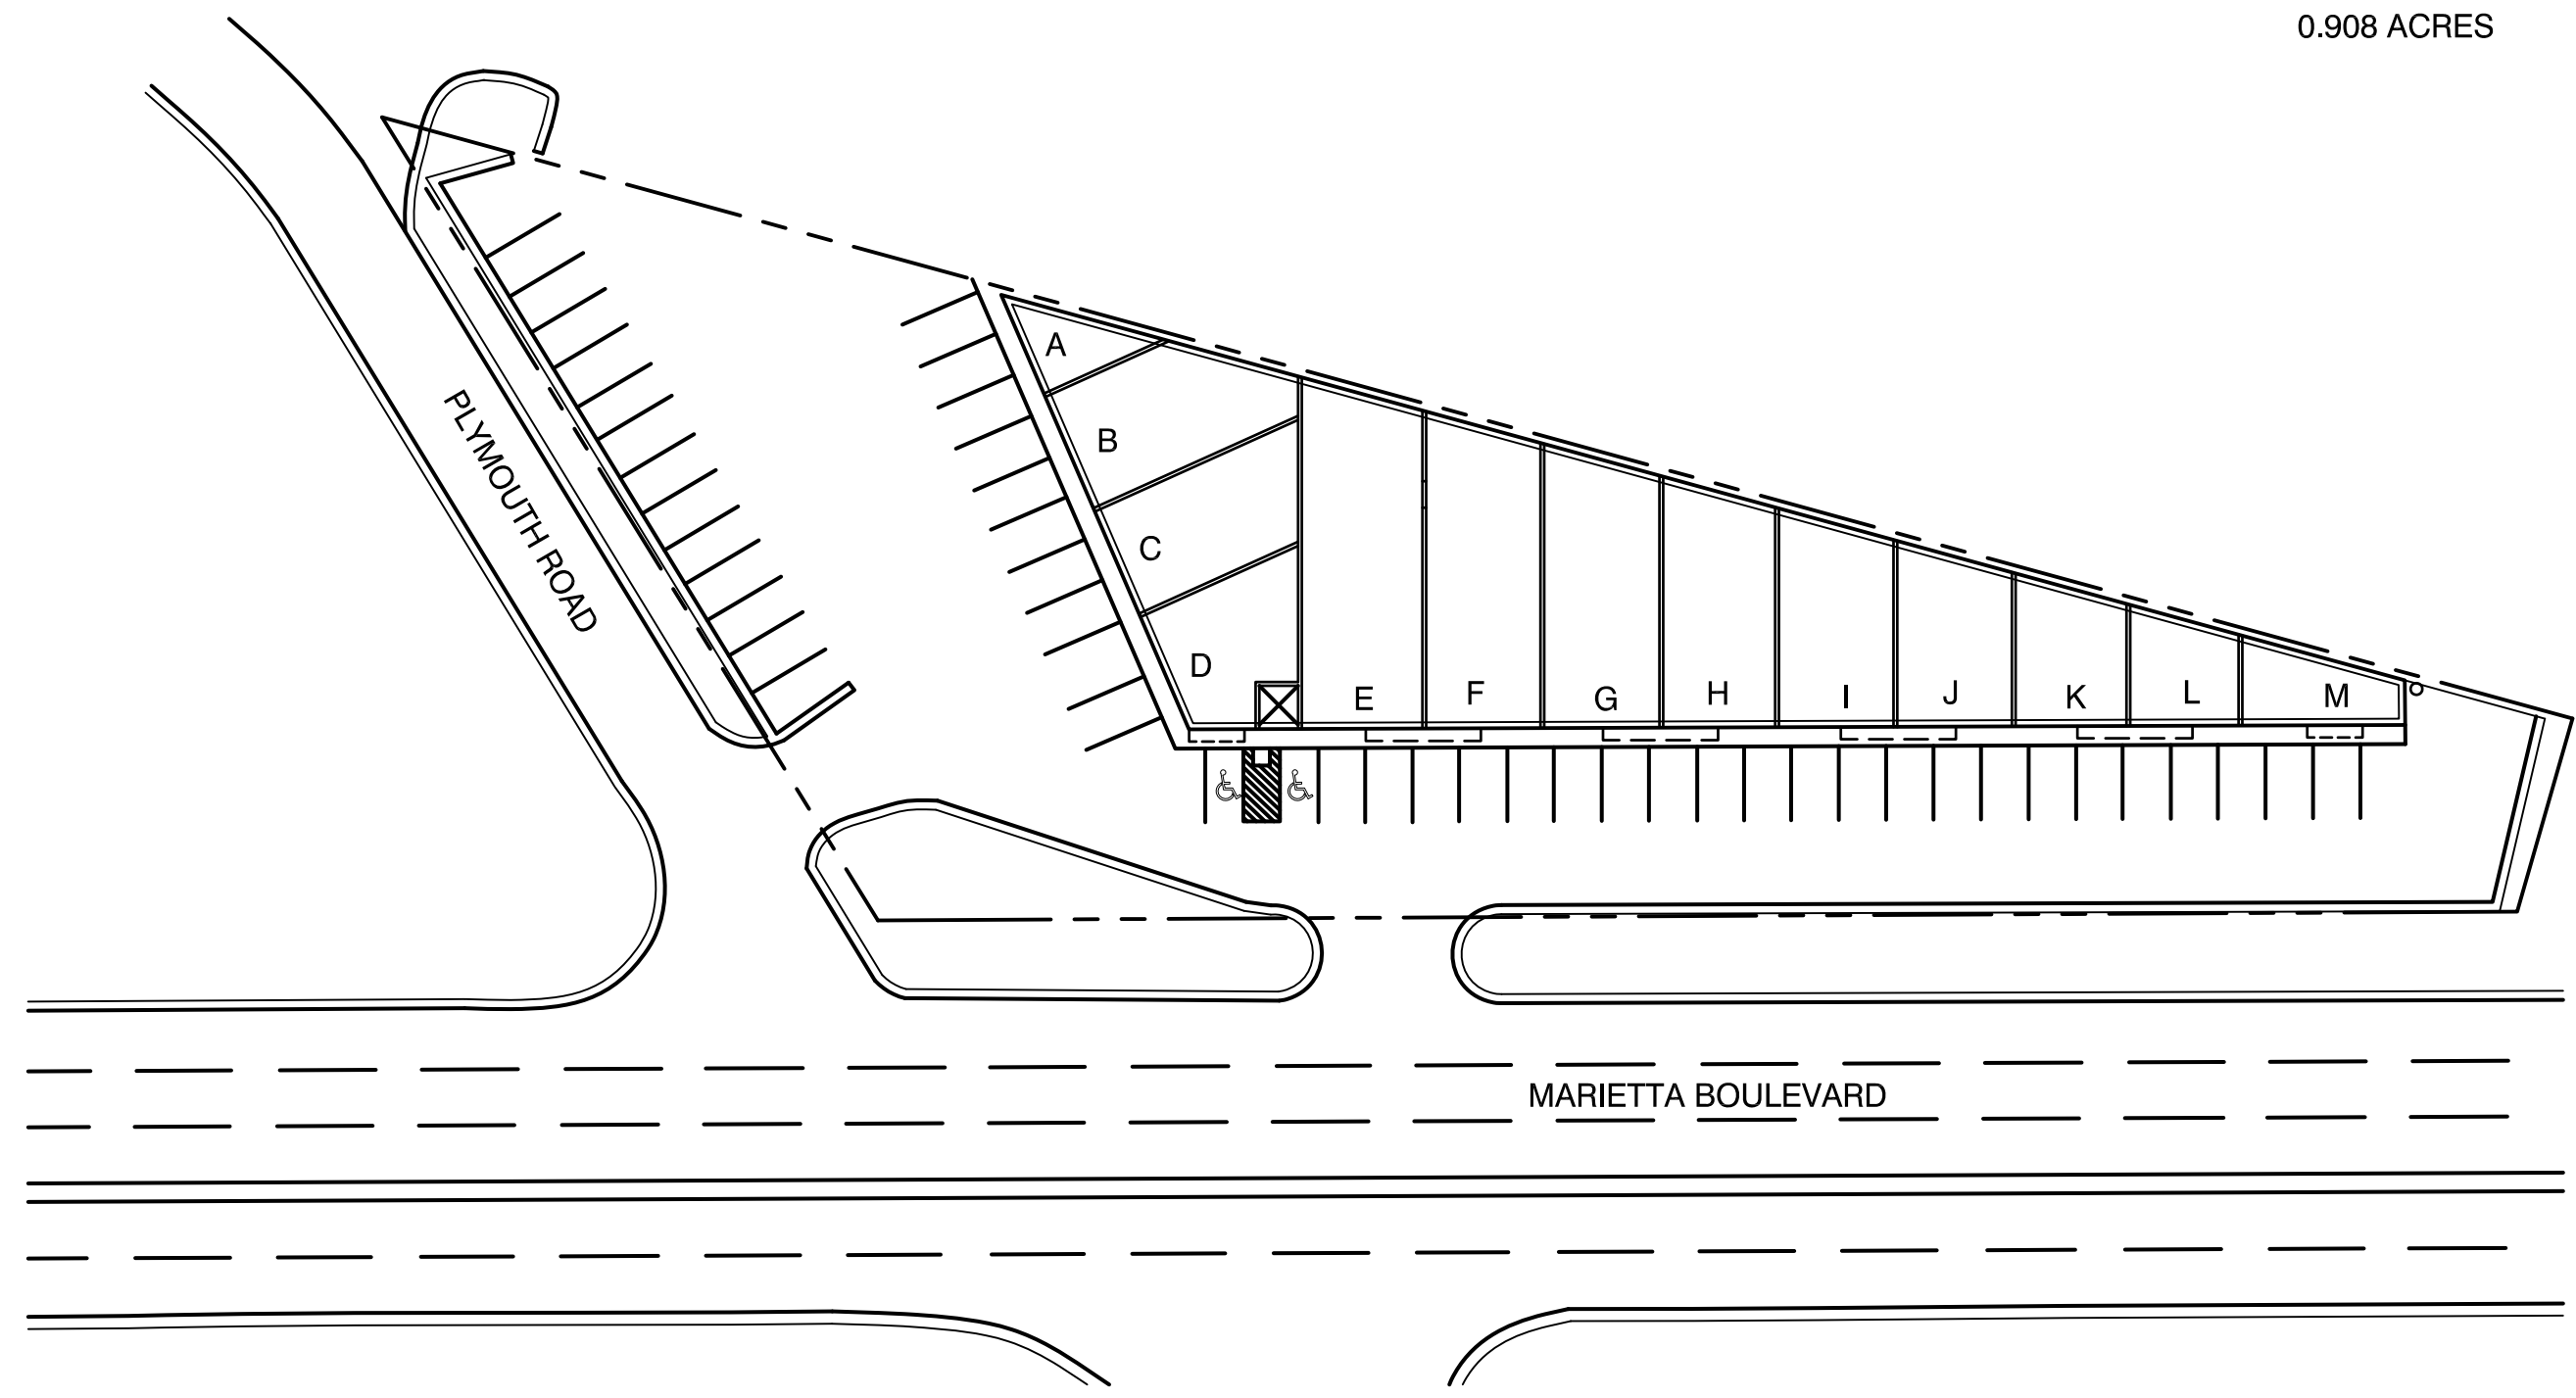 0.908 ACRES
PLYMOUTH ROAD
A
B
C
D
E
F
G
H
I
J
K
L
M
MARIETTA BOULEVARD